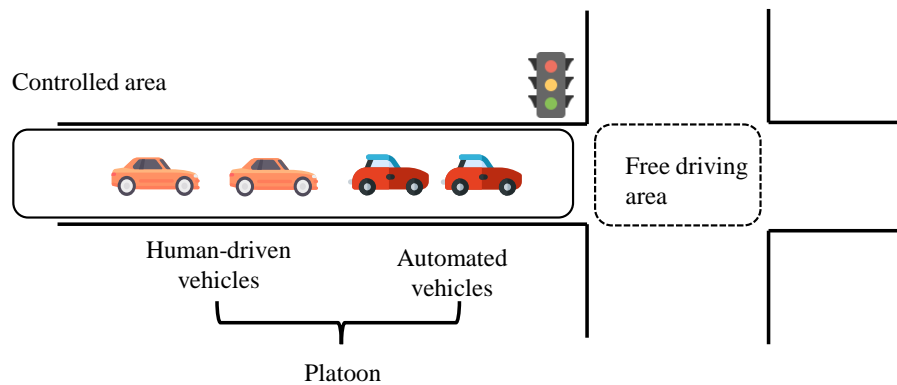 Controlled area
Free driving
area
Human-driven
vehicles
Automated
vehicles
Platoon